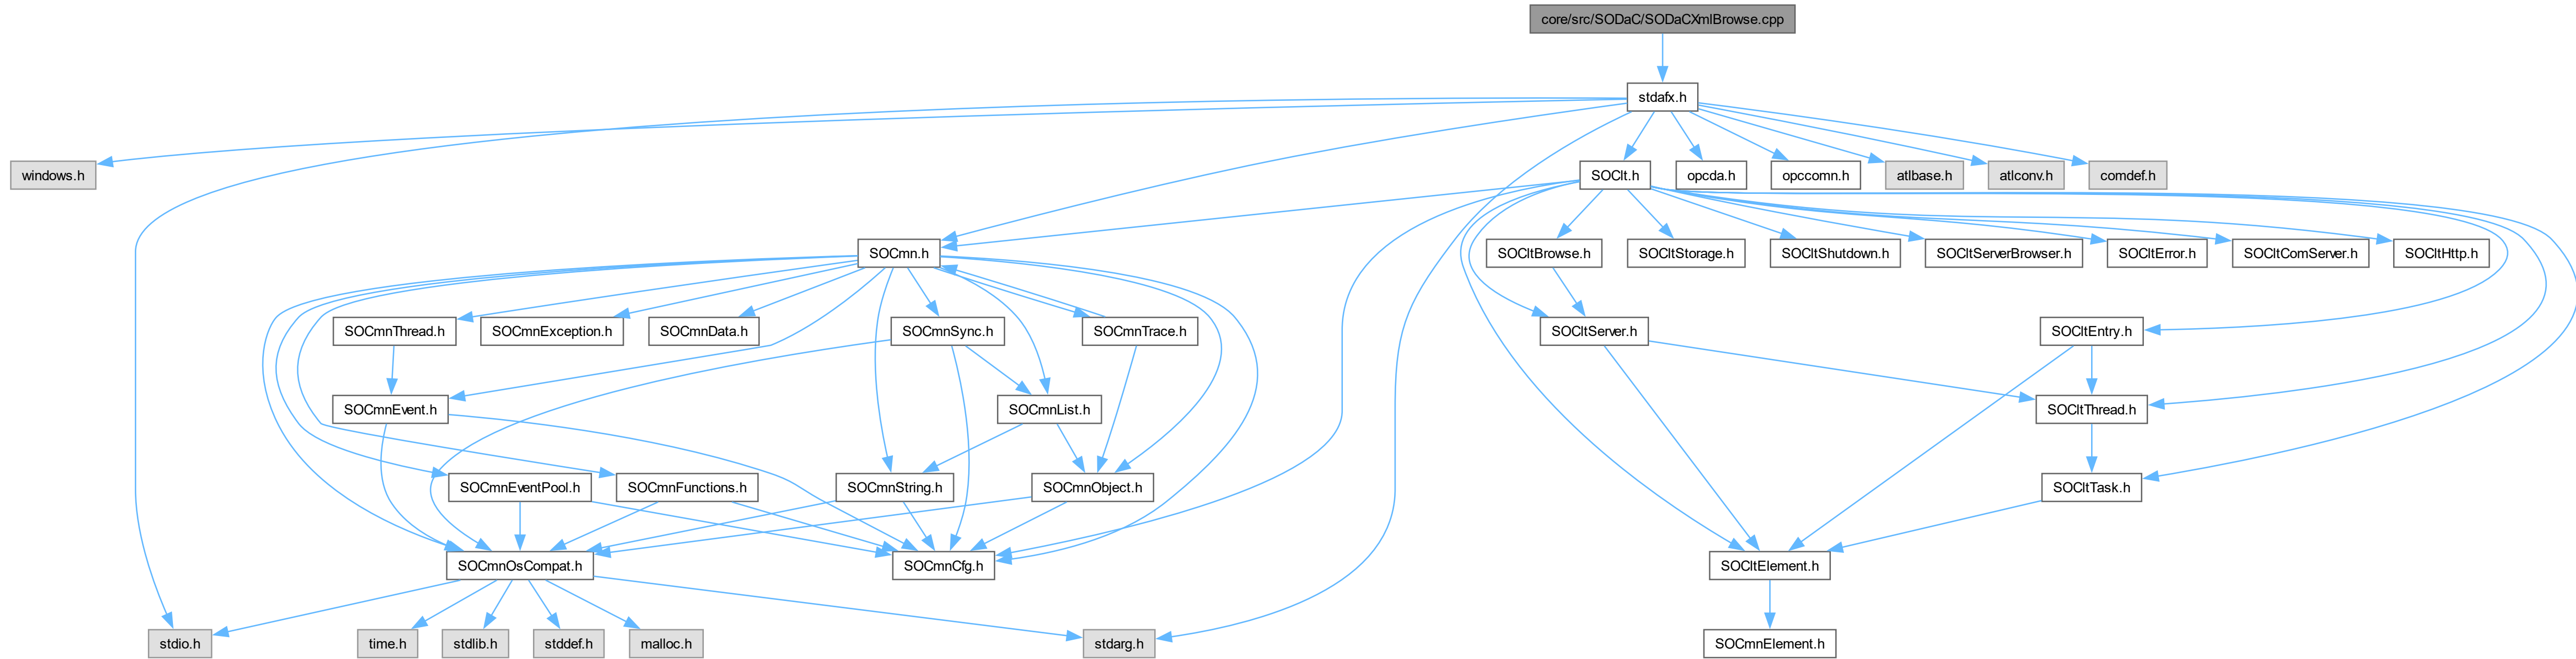 core/src/SODaC/SODaCXmlBrowse.cpp
stdafx.h
windows.h
SOClt.h
opcda.h
opccomn.h
atlbase.h
atlconv.h
comdef.h
SOCmn.h
SOCltBrowse.h
SOCltStorage.h
SOCltShutdown.h
SOCltServerBrowser.h
SOCltError.h
SOCltComServer.h
SOCltHttp.h
SOCmnThread.h
SOCmnException.h
SOCmnData.h
SOCmnSync.h
SOCmnTrace.h
SOCltServer.h
SOCltEntry.h
SOCmnEvent.h
SOCmnList.h
SOCltThread.h
SOCmnEventPool.h
SOCmnFunctions.h
SOCmnString.h
SOCmnObject.h
SOCltTask.h
SOCmnOsCompat.h
SOCmnCfg.h
SOCltElement.h
stdio.h
time.h
stdlib.h
stddef.h
malloc.h
stdarg.h
SOCmnElement.h